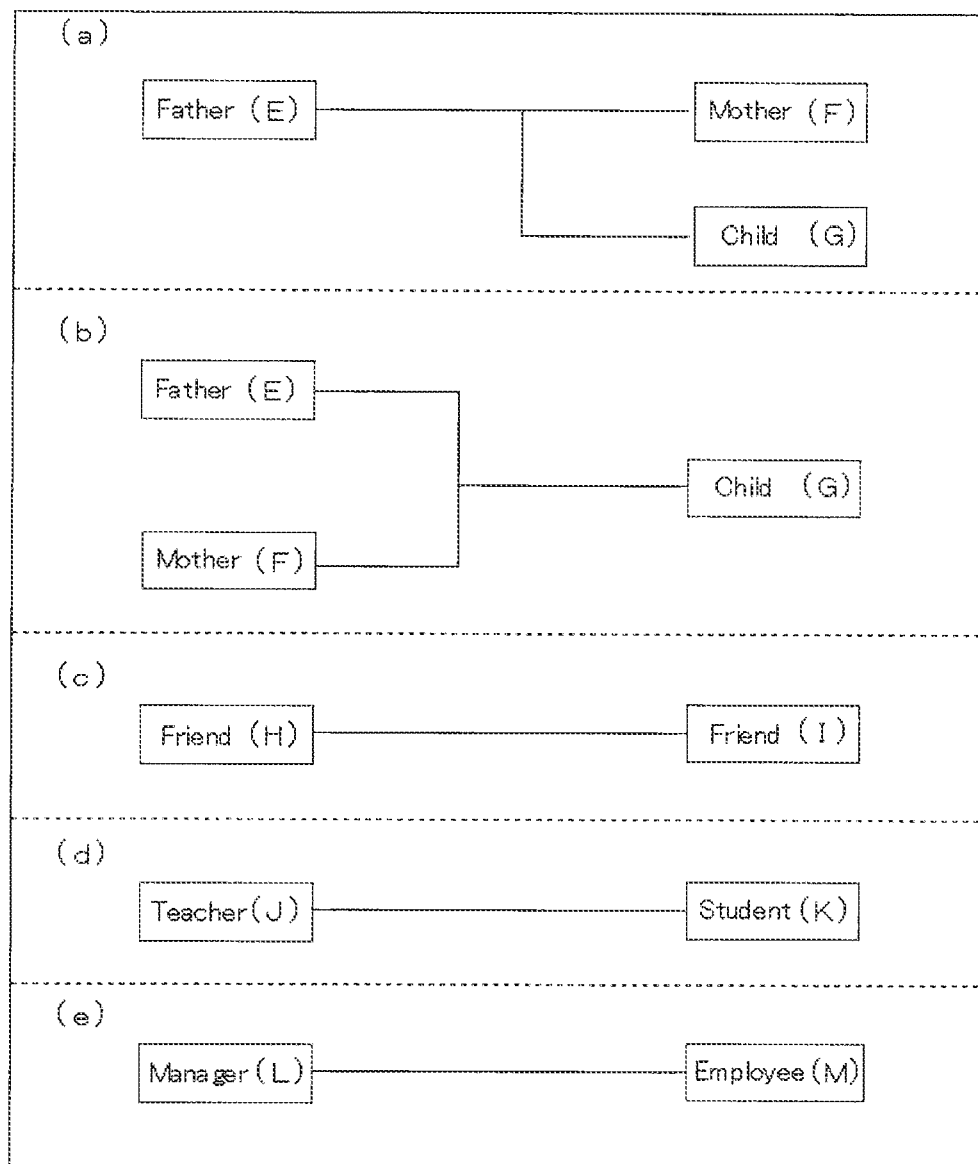 (a)
Father (E)
Mother (F)
Child (G)
(b)
Father (E)
Child (G)
Mother (F)
(c)
Friend (H)
Friend (I)
(d)
Teacher (J)
Student (K)
(e)
Manager (L)
Employee (M)